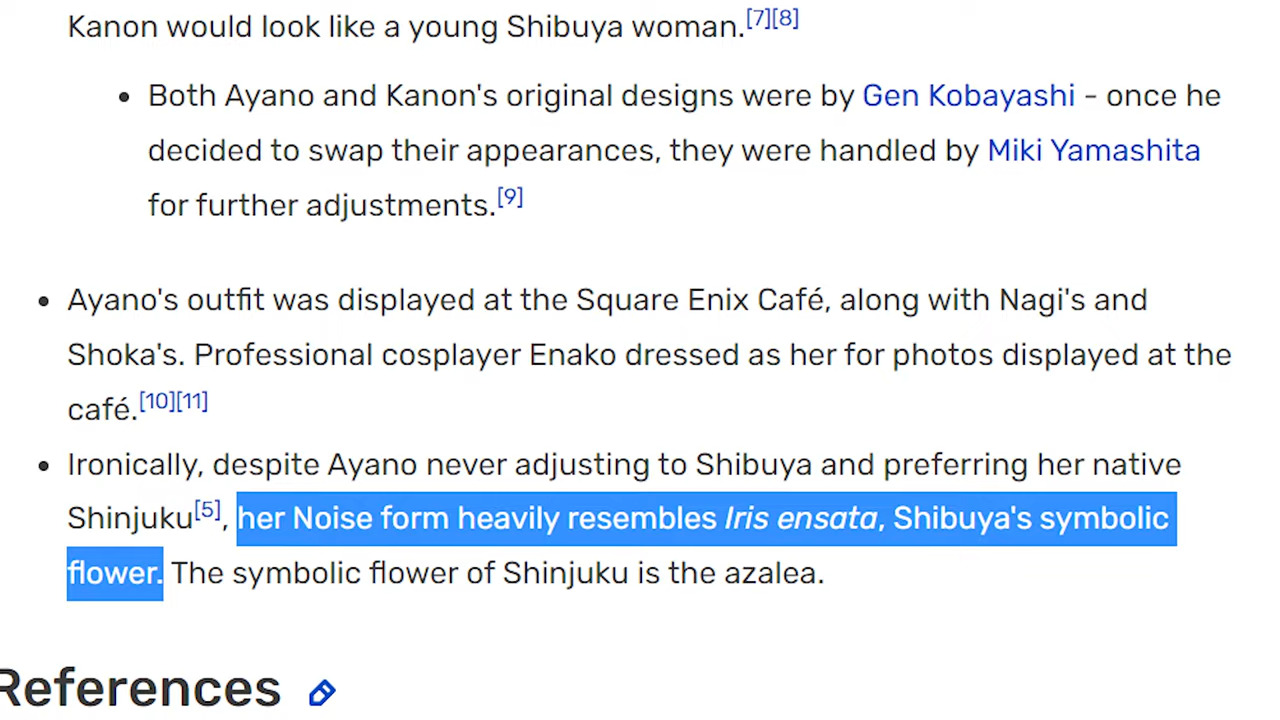 Kanon would look like a young Shibuya woman.[7][8]
• Both Ayano and Kanon's original designs were by Gen Kobayashi - once he
decided to swap their appearances, they were handled by Miki Yamashita
for further adjustments.[9]
• Ayano's outfit was displayed at the Square Enix Café, along with Nagi's and
Shoka's. Professional cosplayer Enako dressed as her for photos displayed at the
café.[10][11]
• Ironically, despite Ayano never adjusting to Shibuya and preferring her native
Shinjuku[5], her Noise form heavily resembles Iris ensata, Shibuya's symbolic
flower. The symbolic flower of Shinjuku is the azalea.
References